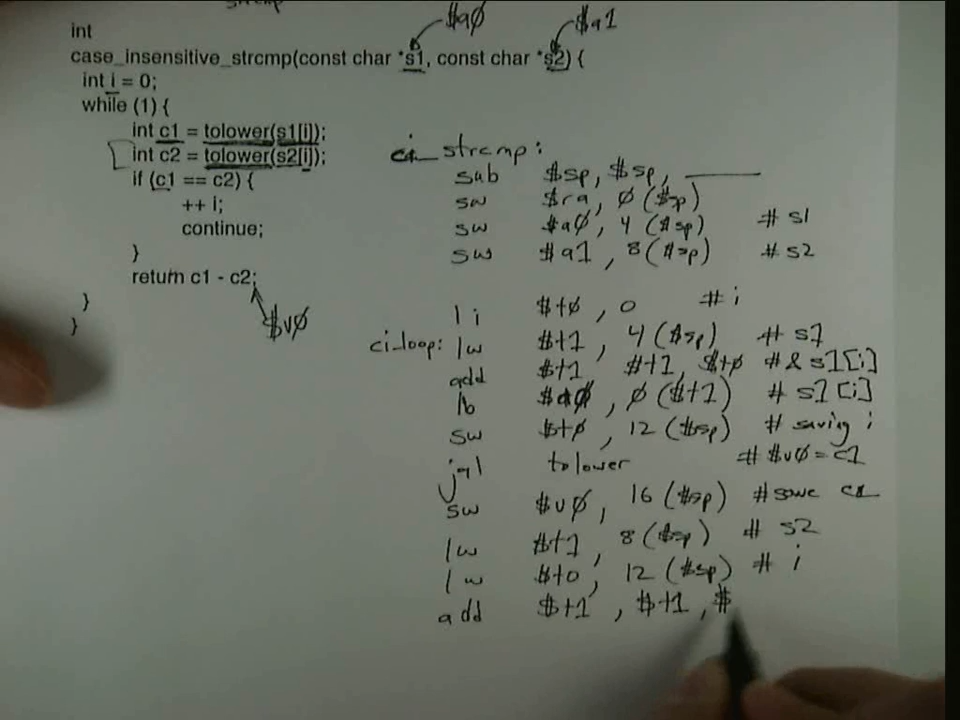 $a0 $a1
int
case_insensitive_strcmp(const char *s1, const char *s2) {
int i = 0;
while (1) {
int c1 = tolower(s1[i]);
int c2 = tolower(s2[i]);
if (c1 == c2) {
++ i;
continue;
}
return c1 - c2;
}
}
$v0
ci_strcmp:
sub $sp, $sp, ____
sw $ra, 0($sp)
sw $a0, 4($sp) # s1
sw $a1, 8($sp) # s2
li $t0, 0 # i
ci_loop: lw $t1, 4($sp) # s1
add $t1, $t1, $t0 # & s1[i]
lb $a0, 0($t1) # s1[i]
sw $t0, 12($sp) # saving i
jal tolower # $v0 = c1
sw $v0, 16($sp) # save c1
lw $t1, 8($sp) # s2
lw $t0, 12($sp) # i
add $t1, $t1, $